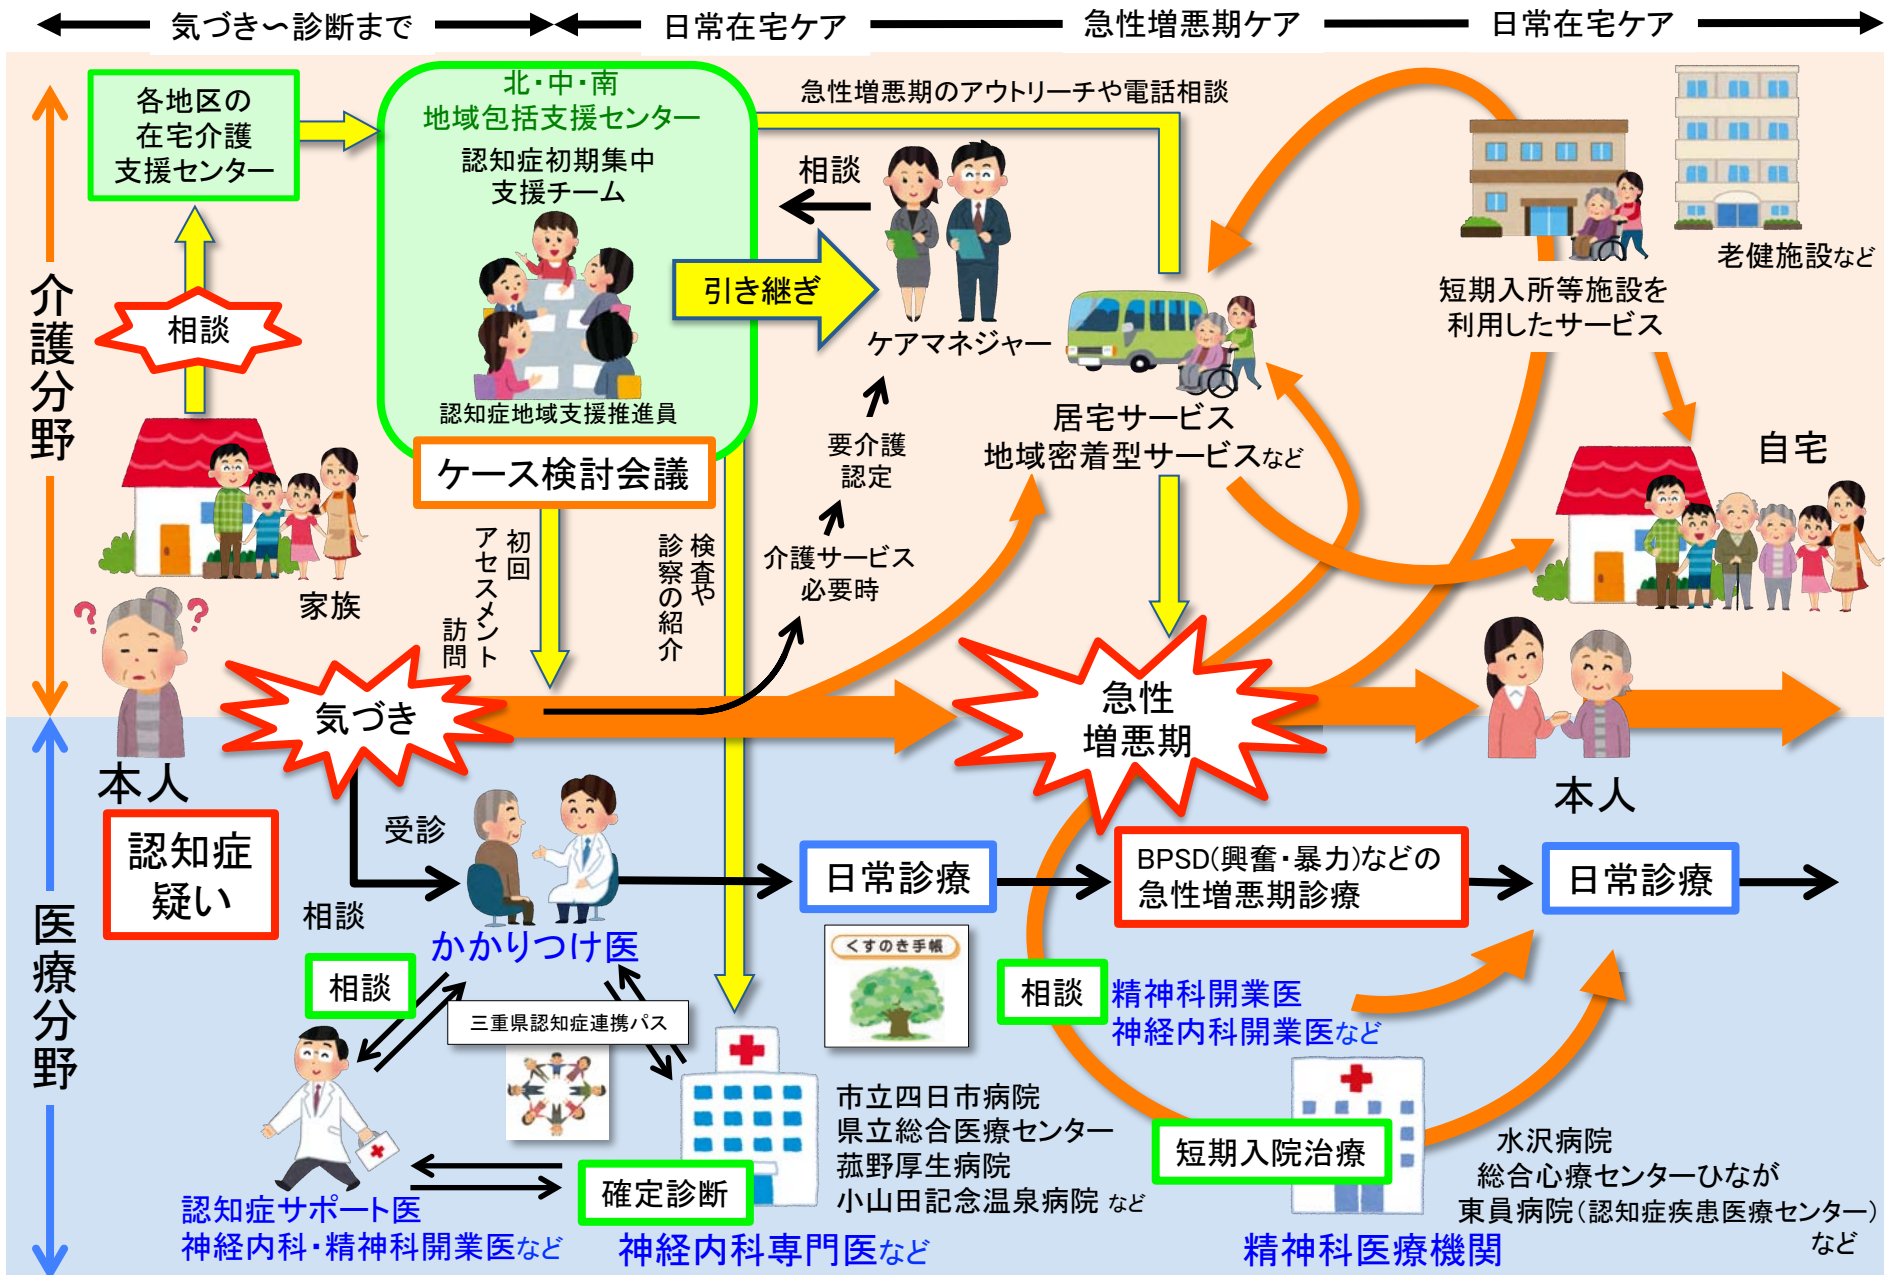 気づき～診断まで
日常在宅ケア
急性増悪期ケア
日常在宅ケア
介護分野
各地区の
在宅介護
支援センター
相談
家族
北・中・南
地域包括支援センター
認知症初期集中
支援チーム
認知症地域支援推進員
ケース検討会議
引き継ぎ
相談
ケアマネジャー
急性増悪期のアウトリーチや電話相談
要介護
認定
介護サービス
必要時
初回
アセスメント
訪問
検査や
診察の紹介
居宅サービス
地域密着型サービスなど
短期入所等施設を
利用したサービス
老健施設など
自宅
本人
認知症
疑い
気づき
急性
増悪期
本人
医療分野
受診
相談
かかりつけ医
日常診療
BPSD(興奮・暴力)などの
急性増悪期診療
日常診療
くすのき手帳
相談
三重県認知症連携パス
認知症サポート医
神経内科・精神科開業医など
確定診断
神経内科専門医など
市立四日市病院
県立総合医療センター
菰野厚生病院
小山田記念温泉病院 など
相談
精神科開業医
神経内科開業医など
短期入院治療
精神科医療機関
水沢病院
総合心療センターひなが
東員病院（認知症疾患医療センター）
など